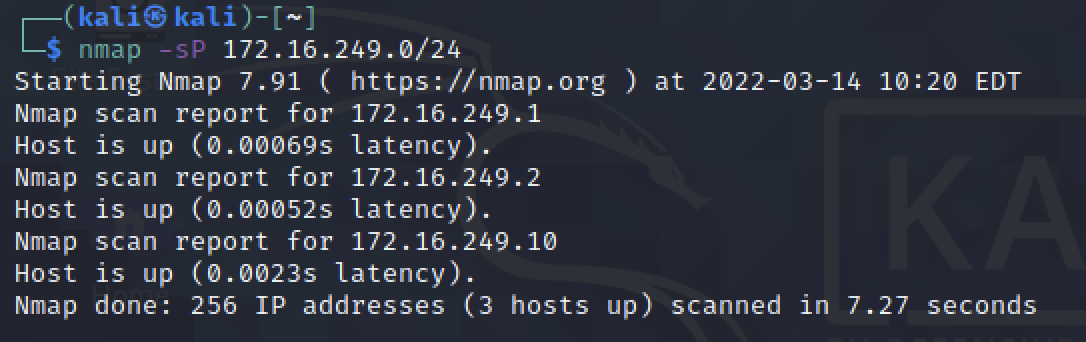 ┌──(kali㉿kali)-[~]
└─$ nmap -sP 172.16.249.0/24
Starting Nmap 7.91 ( https://nmap.org ) at 2022-03-14 10:20 EDT
Nmap scan report for 172.16.249.1
Host is up (0.00069s latency).
Nmap scan report for 172.16.249.2
Host is up (0.00052s latency).
Nmap scan report for 172.16.249.10
Host is up (0.0023s latency).
Nmap done: 256 IP addresses (3 hosts up) scanned in 7.27 seconds
KA